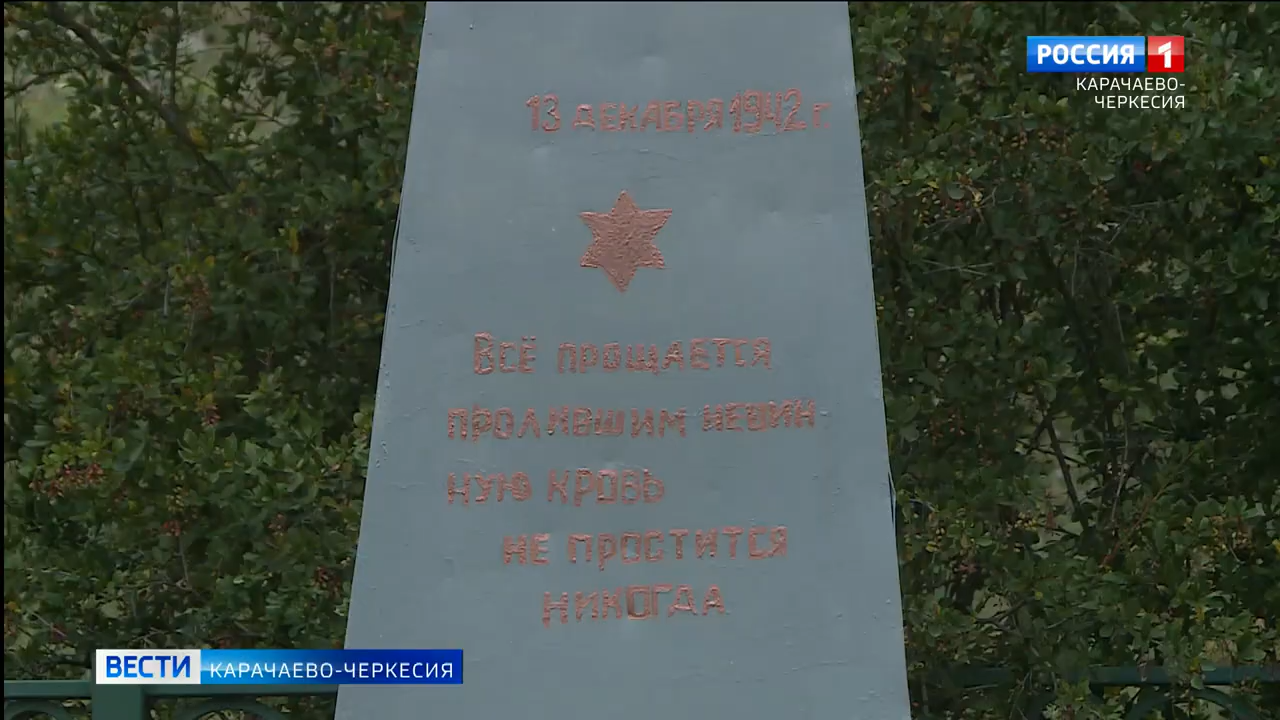 РОССИЯ 1
КАРАЧАЕВО-
ЧЕРКЕСИЯ
13 ДЕКАБРЯ 1942 Г.
ВСЁ ПРОЩАЕТСЯ
ПРОЛИВШИМ НЕВИН
НУЮ КРОВЬ
НЕ ПРОСТИТСЯ
НИКОГДА
ВЕСТИ КАРАЧАЕВО-ЧЕРКЕСИЯ